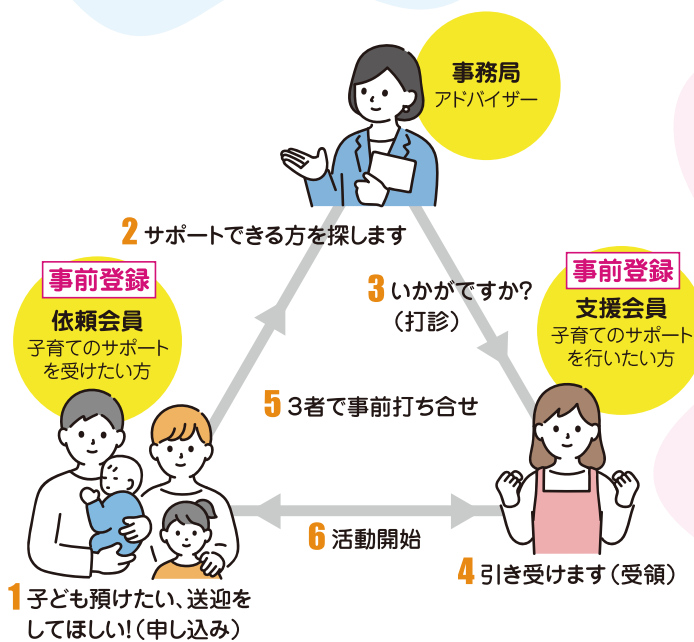 事務局
アドバイザー
2 サポートできる方を探します
事前登録
依頼会員
子育てのサポート
を受けたい方
3 いかがですか?
(打診)
事前登録
支援会員
子育てのサポート
を行いたい方
5 3者で事前打ち合せ
6 活動開始
4 引き受けます(受領)
1 子ども預けたい、送迎を
してほしい!(申し込み)